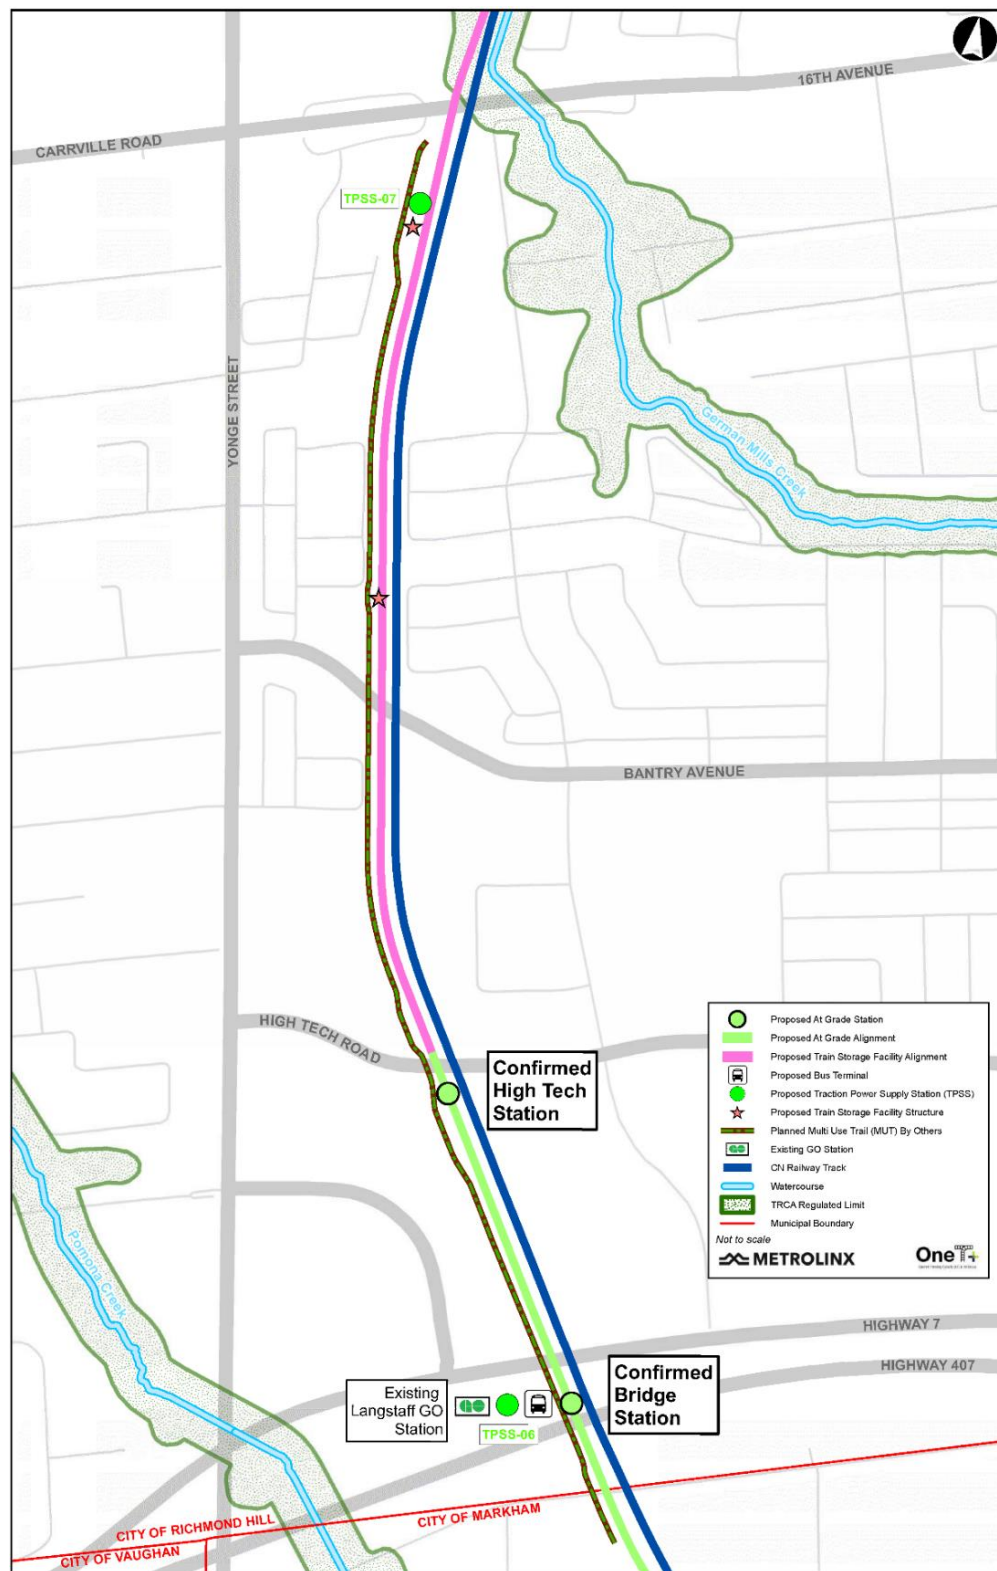 16TH AVENUE
CARRVILLE ROAD
TPSS-07
YONGE STREET
German Mills Creek
BANTRY AVENUE
HIGH TECH ROAD
Confirmed
High Tech
Station
Proposed At Grade Station
Proposed At Grade Alignment
Proposed Train Storage Facility Alignment
Proposed Bus Terminal
Proposed Traction Power Supply Station (TPSS)
Proposed Train Storage Facility Structure
Planned Multi Use Trail (MUT) By Others
Existing GO Station
CN Railway Track
Watercourse
TRCA Regulated Limit
Municipal Boundary
Not to scale
METROLINX
One T+
Pomona Creek
HIGHWAY 7
HIGHWAY 407
Confirmed
Bridge
Station
Existing
Langstaff GO
Station
TPSS-06
CITY OF RICHMOND HILL
CITY OF MARKHAM
CITY OF VAUGHAN